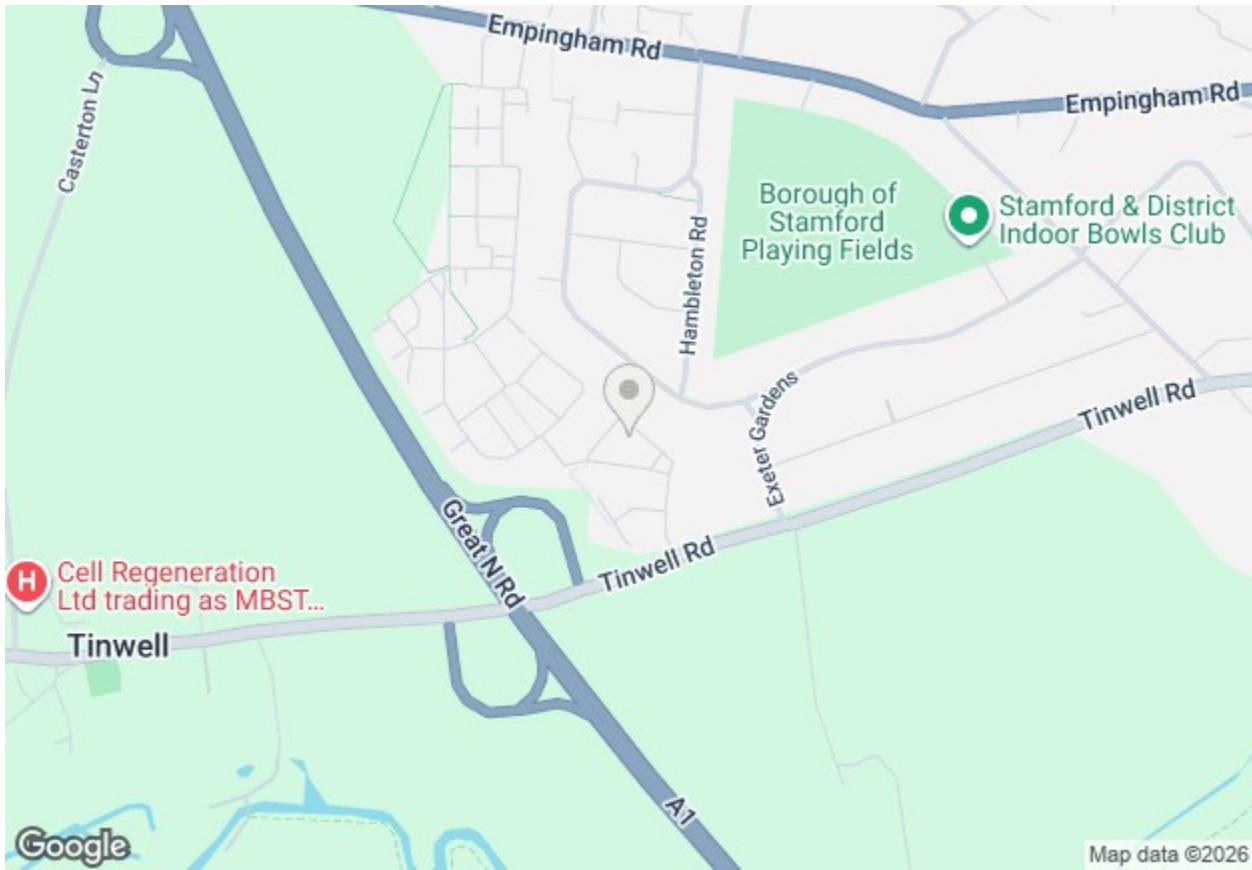 Empingham Rd
Empingham Rd
Casterton Ln
Borough of
Stamford
Playing Fields
Stamford & District
Indoor Bowls Club
Hambleton Rd
Exeter Gardens
Tinwell Rd
Great N Rd
Tinwell Rd
H
Cell Regeneration
Ltd trading as MBST...
Tinwell
A1
Google
Map data ©2026